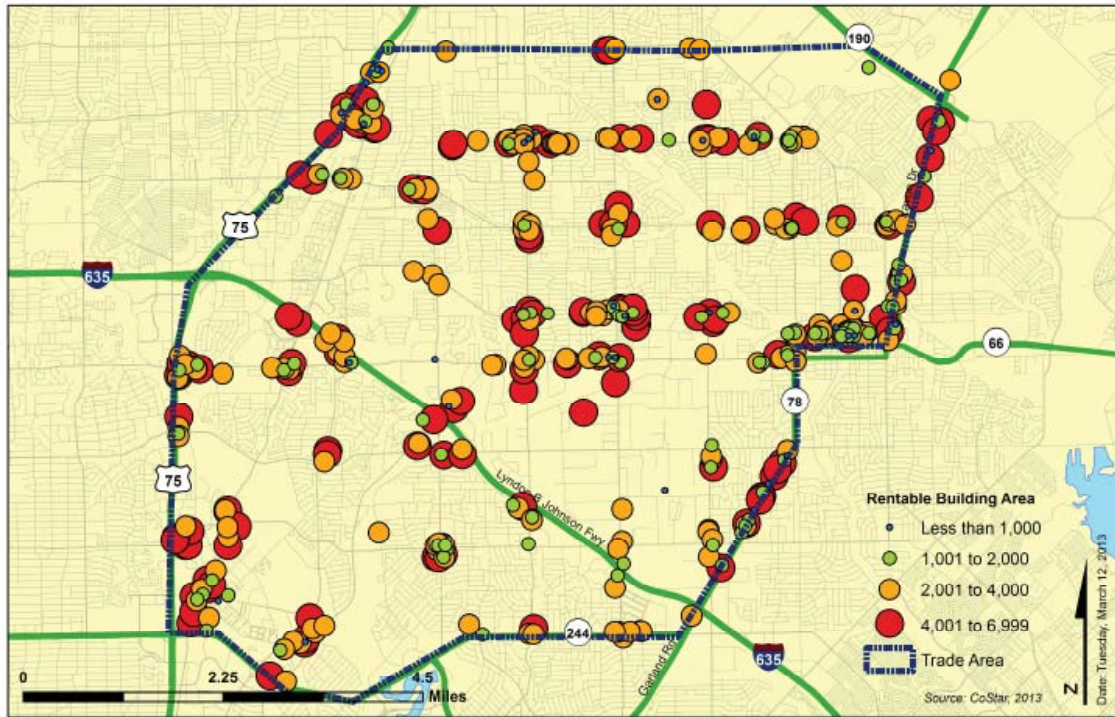 190
75
Dr
635
66
78
75
Lyndon B Johnson Fwy
Rentable Building Area
Less than 1,000
1,001 to 2,000
2,001 to 4,000
4,001 to 6,999
Trade Area
244
Garland Rd
635
0 2.25 4.5
Miles
Source: CoStar, 2013
N
Date: Tuesday, March 12, 2013